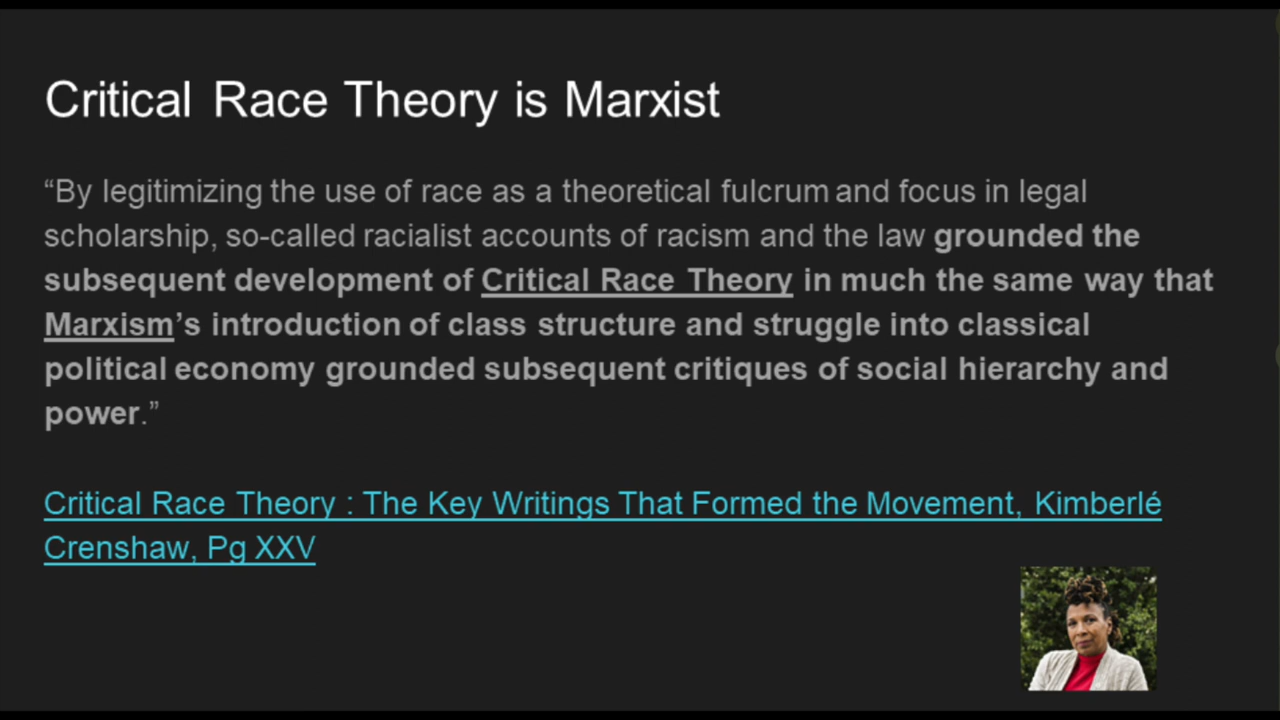 Critical Race Theory is Marxist
“By legitimizing the use of race as a theoretical fulcrum and focus in legal
scholarship, so-called racialist accounts of racism and the law grounded the
subsequent development of Critical Race Theory in much the same way that
Marxism’s introduction of class structure and struggle into classical
political economy grounded subsequent critiques of social hierarchy and
power.”
Critical Race Theory : The Key Writings That Formed the Movement, Kimberlé
Crenshaw, Pg XXV